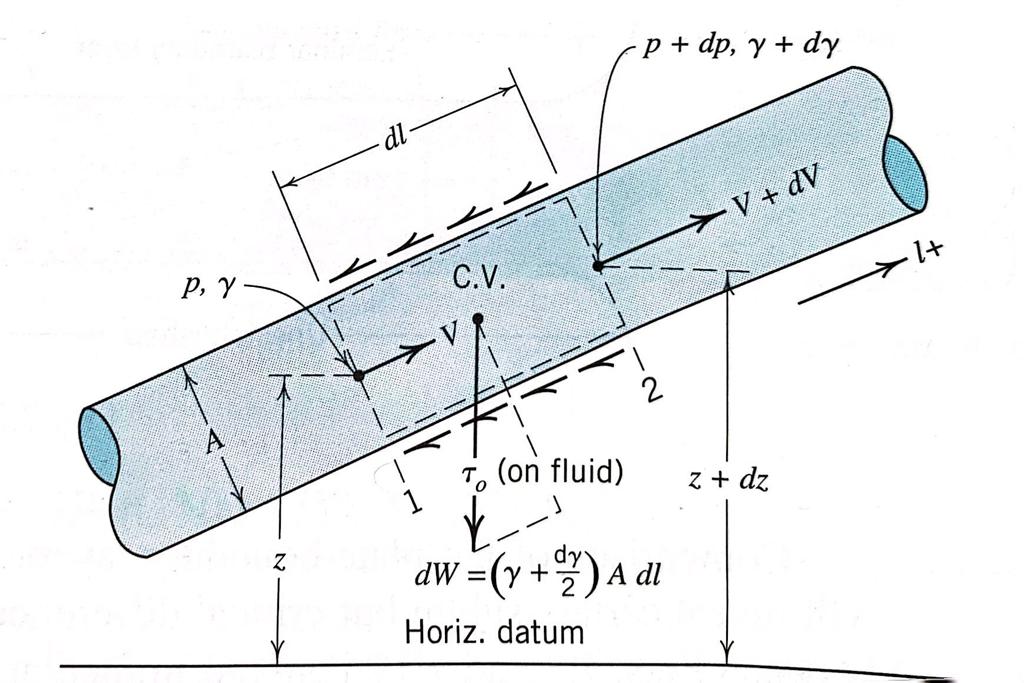 p + dp, γ + dγ
dl
V + dV
l+
C.V.
p, γ
V
A
2
1
τo (on fluid)
z + dz
z
dW = (γ + dγ/2) A dl
Horiz. datum